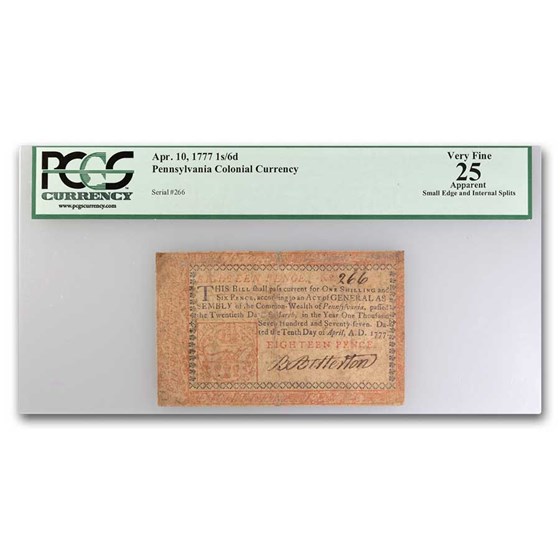 PCGS
CURRENCY
www.pcgscurrency.com
Apr. 10, 1777 1s/6d
Pennsylvania Colonial Currency
Serial #266
Very Fine
25
Apparent
Small Edge and Internal Splits
266
THIS BILL shall pass current for ONE SHILLING and
SIX PENCE, according to an ACT of GENERAL AS
SEMBLY of the Common-Wealth of Pennsylvania, passed
the Twentieth Day March, in the Year One Thousand
Seven Hundred and Seventy-seven. Da
ted the Tenth Day of April, A.D. 1777.
EIGHTEEN PENCE.